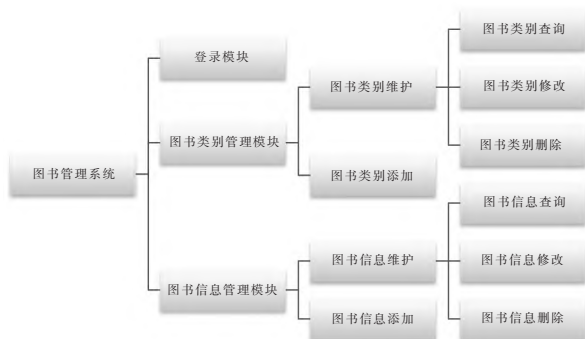 图书管理系统
登录模块
图书类别管理模块
图书类别维护
图书类别查询
图书类别修改
图书类别删除
图书类别添加
图书信息管理模块
图书信息维护
图书信息查询
图书信息修改
图书信息删除
图书信息添加